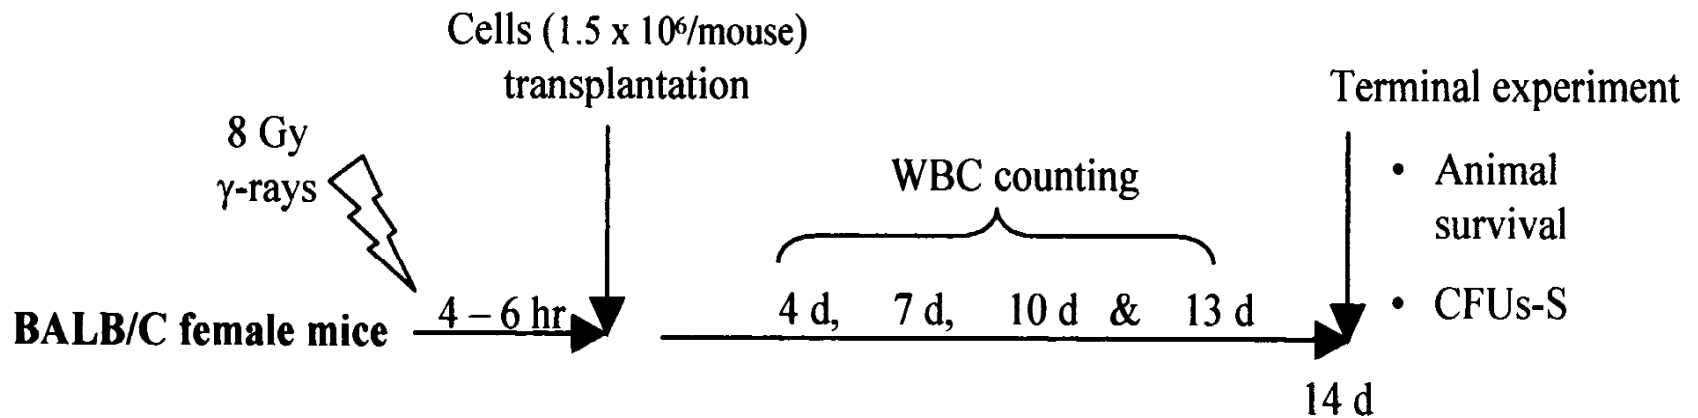 Cells (1.5 x 10⁶/mouse)
transplantation
8 Gy
γ-rays
BALB/C female mice
4 – 6 hr
WBC counting
4 d, 7 d, 10 d & 13 d
Terminal experiment
• Animal
survival
• CFUs-S
14 d